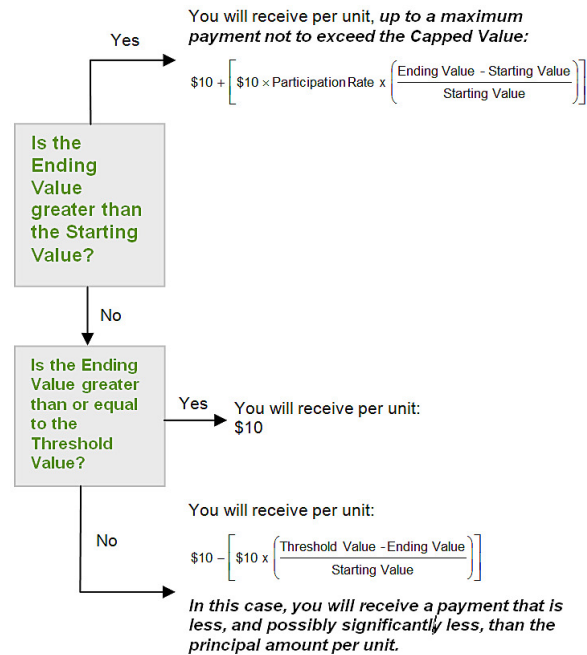 You will receive per unit, up to a maximum
payment not to exceed the Capped Value:
Yes
$10 + [$10 × Participation Rate x (Ending Value - Starting Value / Starting Value)]
Is the
Ending
Value
greater than
the Starting
Value?
No
Is the Ending
Value greater
than or equal
to the
Threshold
Value?
Yes
You will receive per unit:
$10
You will receive per unit:
No
$10 – [$10 x (Threshold Value - Ending Value / Starting Value)]
In this case, you will receive a payment that is
less, and possibly significantly less, than the
principal amount per unit.